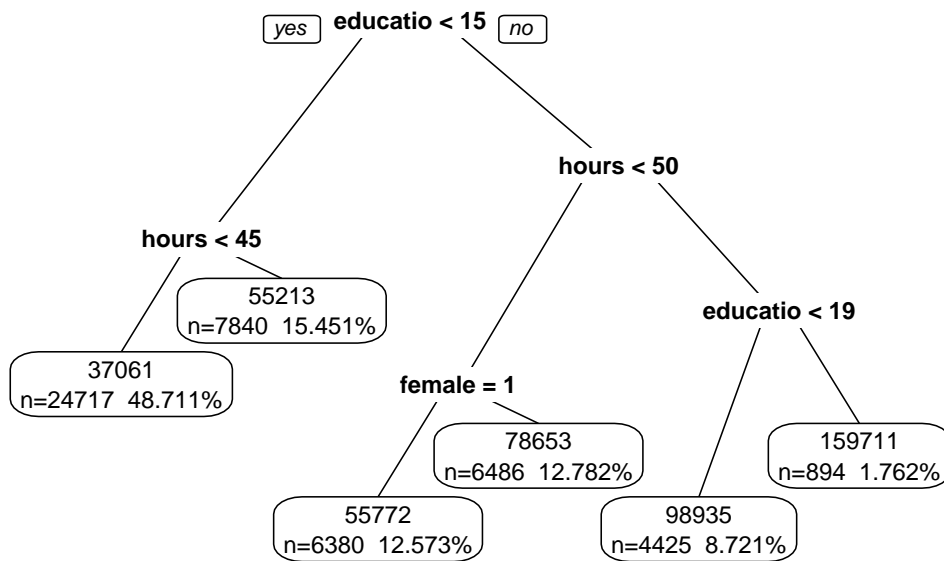 yes
educatio < 15
no
hours < 50
hours < 45
55213
n=7840 15.451%
educatio < 19
37061
n=24717 48.711%
female = 1
78653
n=6486 12.782%
159711
n=894 1.762%
55772
n=6380 12.573%
98935
n=4425 8.721%